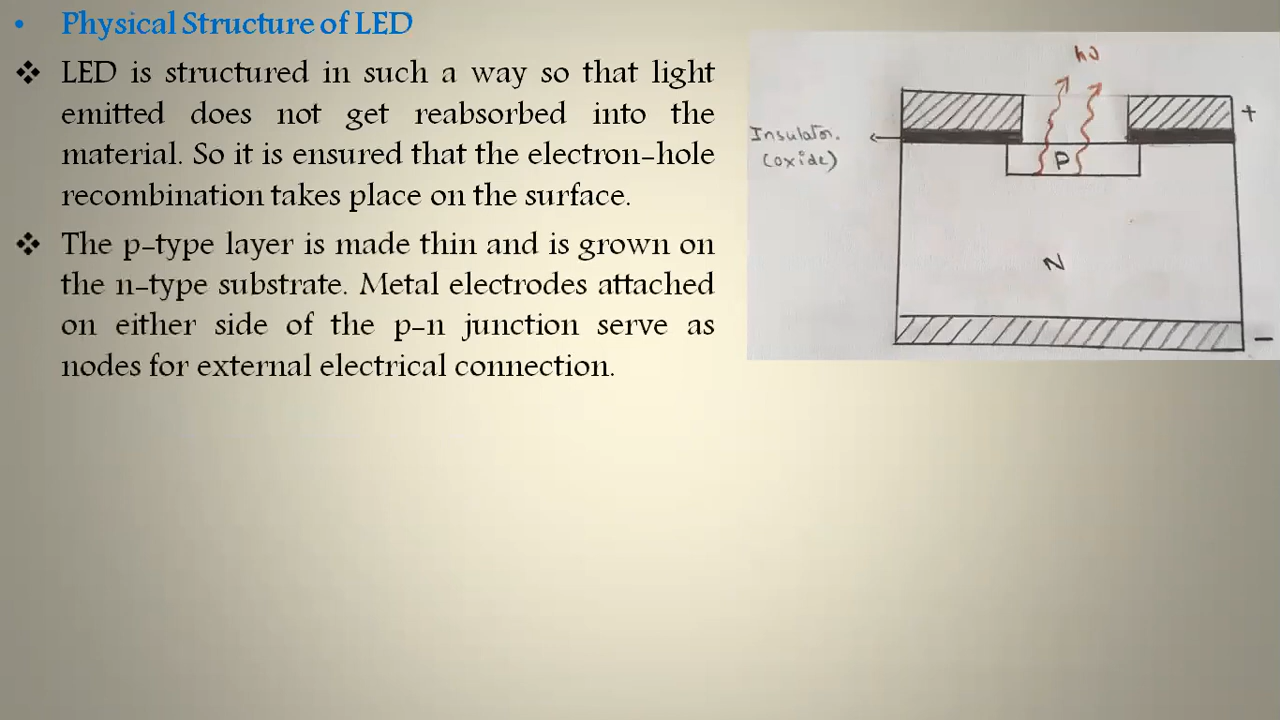 • Physical Structure of LED
❖ LED is structured in such a way so that light
emitted does not get reabsorbed into the
material. So it is ensured that the electron-hole
recombination takes place on the surface.
❖ The p-type layer is made thin and is grown on
the n-type substrate. Metal electrodes attached
on either side of the p-n junction serve as
nodes for external electrical connection.
hυ
+
Insulator.
(oxide)
P
N
−